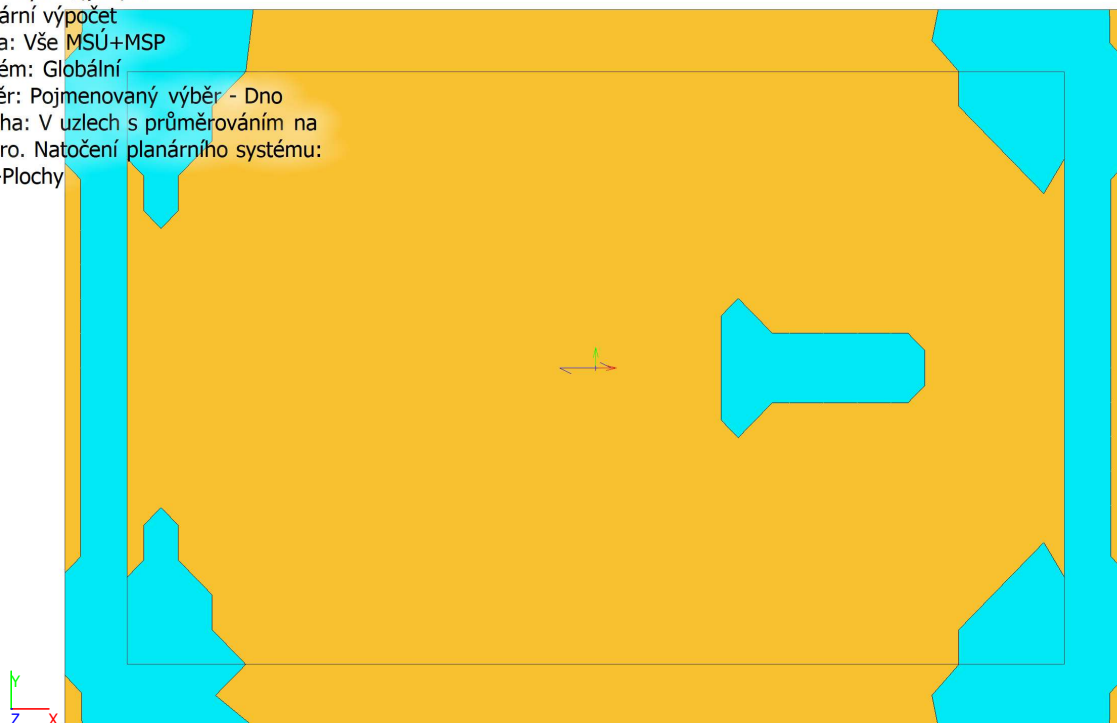 ární výpočet
a: Vše MSÚ+MSP
ém: Globální
ěr: Pojmenovaný výběr - Dno
ha: V uzlech s průměrováním na
ro. Natočení planárního systému:
-Plochy
Y
Z X